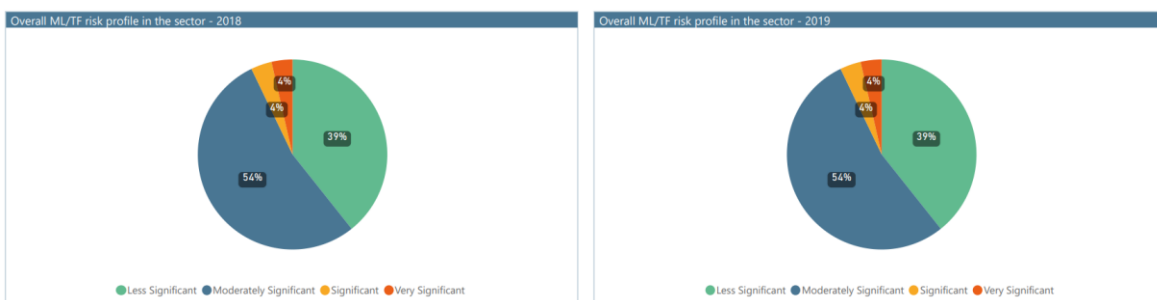 Overall ML/TF risk profile in the sector - 2018
4%
4%
39%
54%
Less Significant Moderately Significant Significant Very Significant
Overall ML/TF risk profile in the sector - 2019
4%
4%
39%
54%
Less Significant Moderately Significant Significant Very Significant